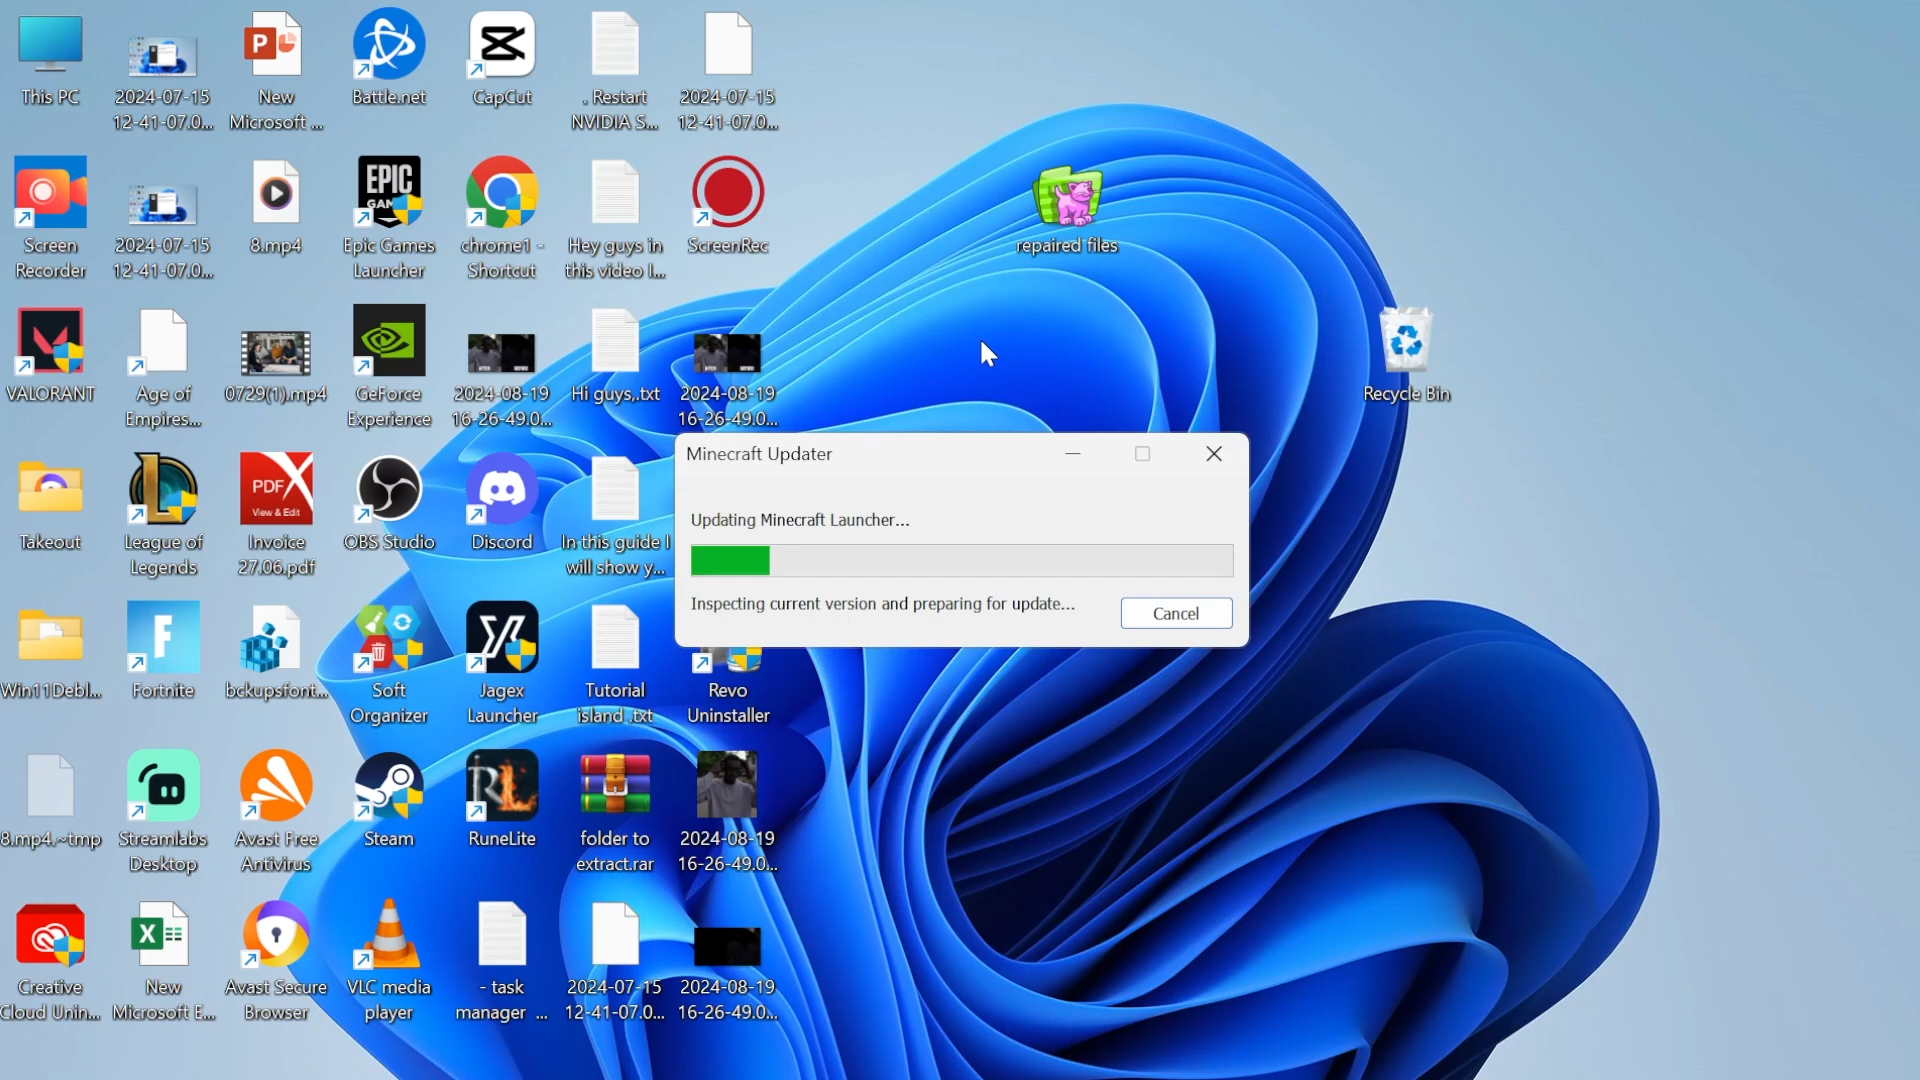 This PC
2024-07-15
12-41-07.0...
New
Microsoft ...
Battle.net
CapCut
. Restart
NVIDIA S...
2024-07-15
12-41-07.0...
Screen
Recorder
2024-07-15
12-41-07.0...
8.mp4
EPIC
GAM
Epic Games
Launcher
chrome1 -
Shortcut
Hey guys in
this video I...
ScreenRec
repaired files
VALORANT
Age of
Empires...
0729(1).mp4
GeForce
Experience
2024-08-19
16-26-49.0...
Hi guys,.txt
2024-08-19
16-26-49.0...
Recycle Bin
Takeout
League of
Legends
PDF
View & Edit
Invoice
27.06.pdf
OBS Studio
Discord
In this guide I
will show y...
Minecraft Updater
Updating Minecraft Launcher...
Inspecting current version and preparing for update...
Cancel
Win11Debl...
Fortnite
bckupsfont...
Soft
Organizer
Jagex
Launcher
Tutorial
island .txt
Revo
Uninstaller
8.mp4.~tmp
Streamlabs
Desktop
Avast Free
Antivirus
Steam
RuneLite
folder to
extract.rar
2024-08-19
16-26-49.0...
Creative
Cloud Unin...
New
Microsoft E...
Avast Secure
Browser
VLC media
player
- task
manager ...
2024-07-15
12-41-07.0...
2024-08-19
16-26-49.0...